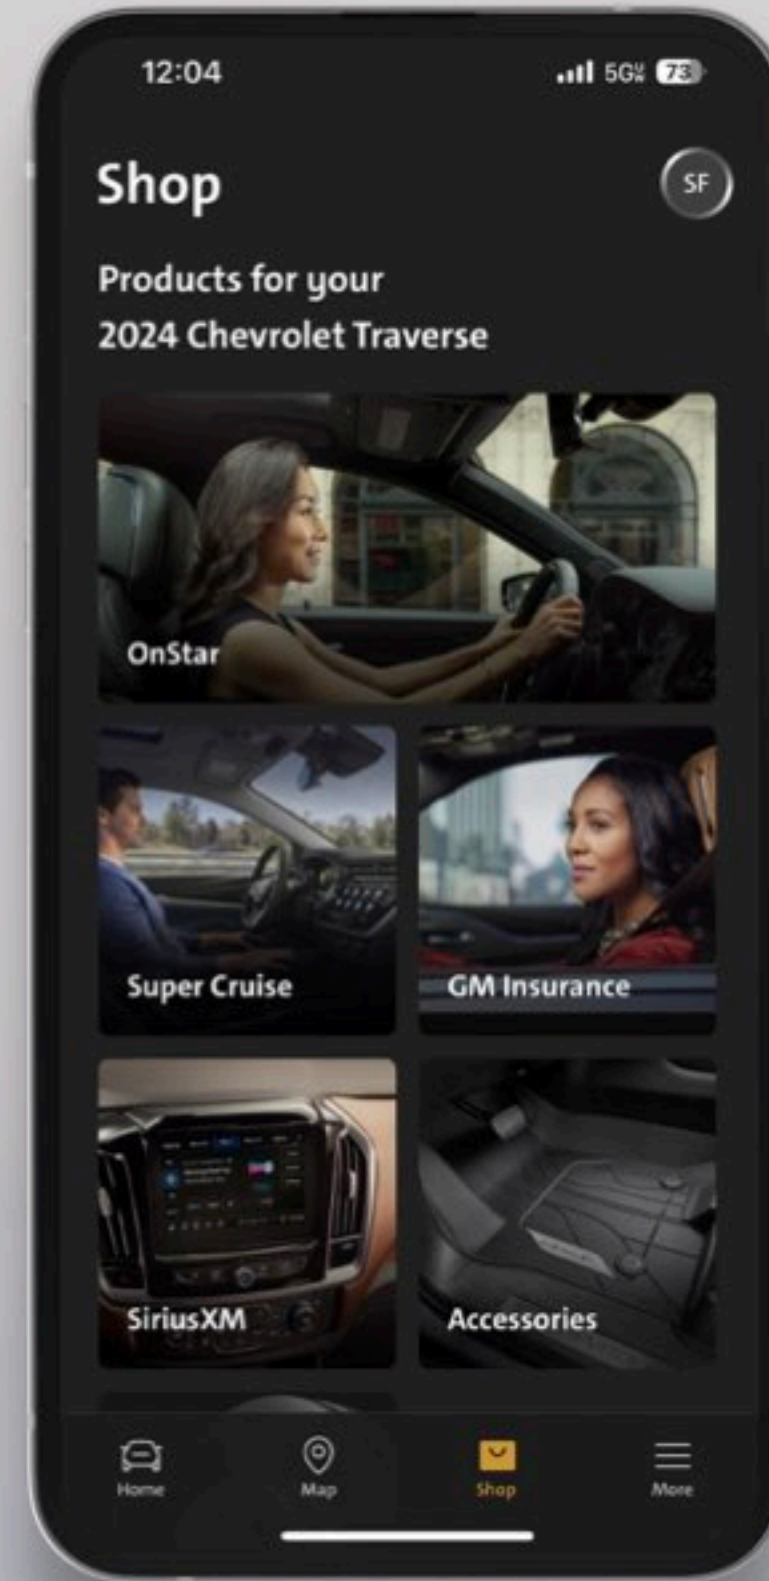 12:04
5G
73
Shop
SF
Products for your
2024 Chevrolet Traverse
OnStar
Super Cruise
GM Insurance
SiriusXM
Accessories
Home
Map
Shop
More